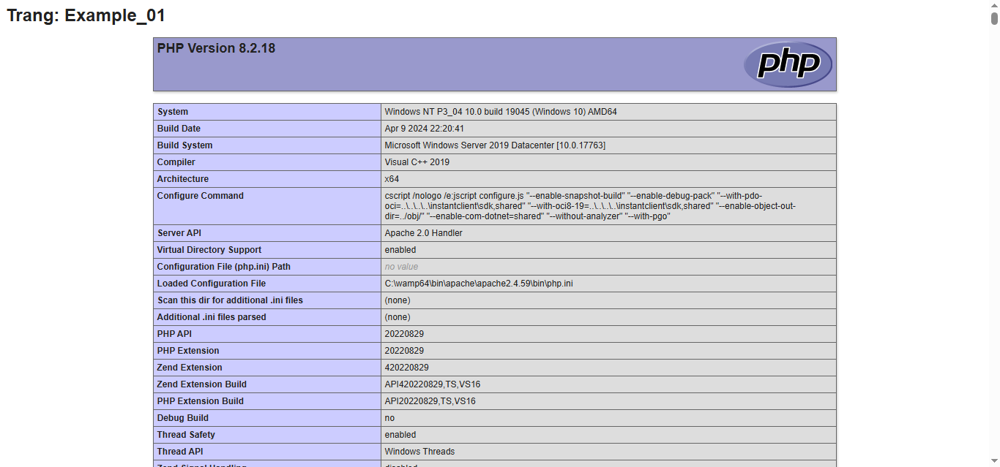 Trang: Example_01
PHP Version 8.2.18
php
System Windows NT P3_04 10.0 build 19045 (Windows 10) AMD64
Build Date Apr 9 2024 22:20:41
Build System Microsoft Windows Server 2019 Datacenter [10.0.17763]
Compiler Visual C++ 2019
Architecture x64
Configure Command cscript /nologo /e:jscript configure.js "--enable-snapshot-build" "--enable-debug-pack" "--with-pdo-
oci=..\..\..\..\instantclient\sdk,shared" "--with-oci8-19=..\..\..\..\instantclient\sdk,shared" "--enable-object-out-
dir=../obj/" "--enable-com-dotnet=shared" "--without-analyzer" "--with-pgo"
Server API Apache 2.0 Handler
Virtual Directory Support enabled
Configuration File (php.ini) Path no value
Loaded Configuration File C:\wamp64\bin\apache\apache2.4.59\bin\php.ini
Scan this dir for additional .ini files (none)
Additional .ini files parsed (none)
PHP API 20220829
PHP Extension 20220829
Zend Extension 420220829
Zend Extension Build API420220829,TS,VS16
PHP Extension Build API20220829,TS,VS16
Debug Build no
Thread Safety enabled
Thread API Windows Threads
Zend Signal Handling disabled